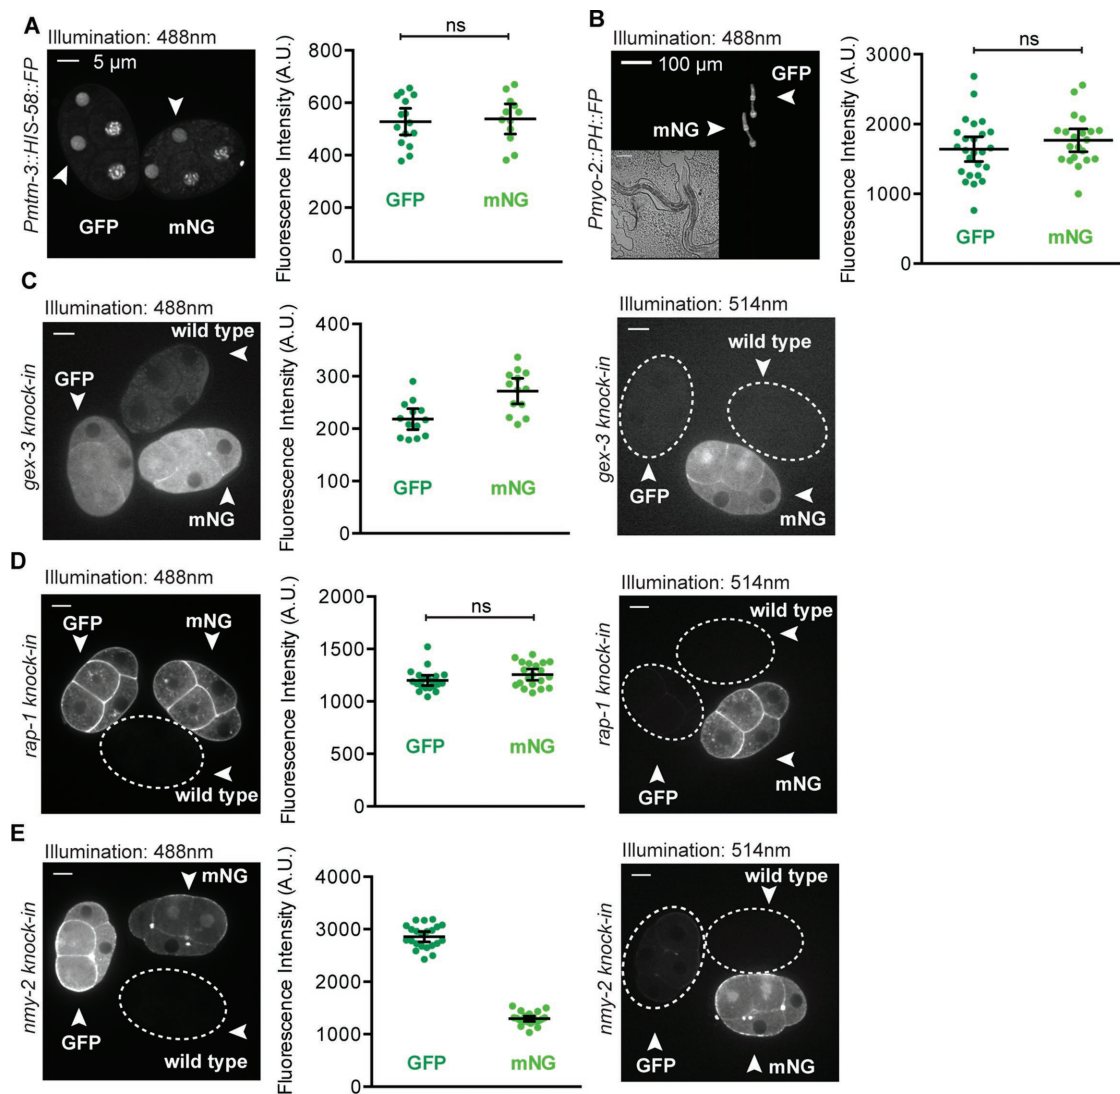 A
Illumination: 488nm
Pmtm-3::HIS-58::FP
5 µm
GFP
mNG
Fluorescence Intensity (A.U.)
800
600
400
200
0
ns
GFP
mNG
B
Illumination: 488nm
Pmyo-2::PH::FP
100 µm
GFP
mNG
Fluorescence Intensity (A.U.)
3000
2000
1000
0
ns
GFP
mNG
C
Illumination: 488nm
gex-3 knock-in
wild type
GFP
mNG
Fluorescence Intensity (A.U.)
400
300
200
100
0
GFP
mNG
Illumination: 514nm
gex-3 knock-in
wild type
GFP
mNG
D
Illumination: 488nm
rap-1 knock-in
GFP
mNG
wild type
Fluorescence Intensity (A.U.)
2000
1500
1000
500
0
ns
GFP
mNG
Illumination: 514nm
rap-1 knock-in
wild type
GFP
mNG
E
Illumination: 488nm
nmy-2 knock-in
mNG
GFP
wild type
Fluorescence Intensity (A.U.)
4000
3000
2000
1000
0
GFP
mNG
Illumination: 514nm
nmy-2 knock-in
wild type
GFP
mNG